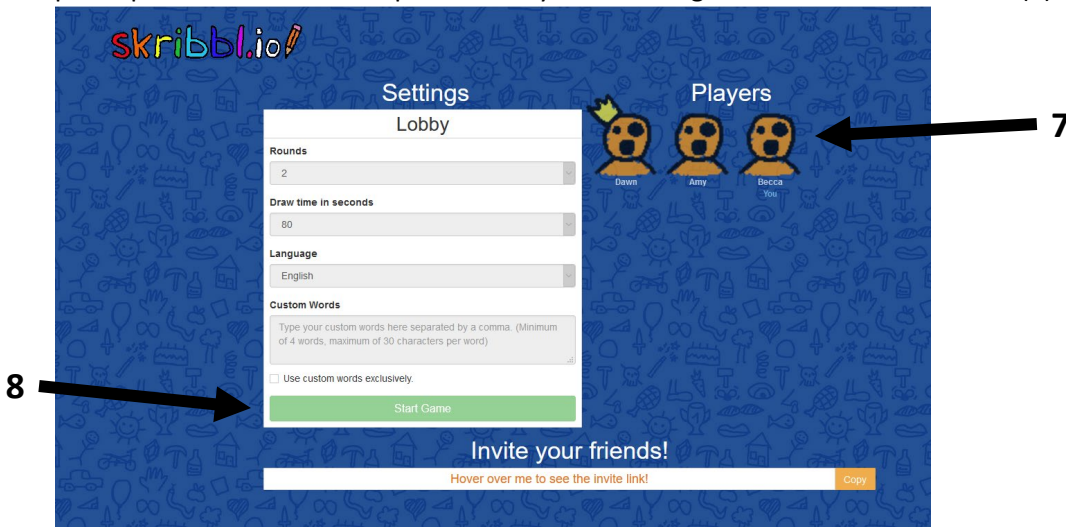 skribbl.io
Settings
Players
Lobby
7
Rounds
2
Dawn
Amy
Becca
You
Draw time in seconds
80
Language
English
Custom Words
Type your custom words here separated by a comma. (Minimum
of 4 words, maximum of 30 characters per word)
Use custom words exclusively.
8
Start Game
Invite your friends!
Hover over me to see the invite link!
Copy